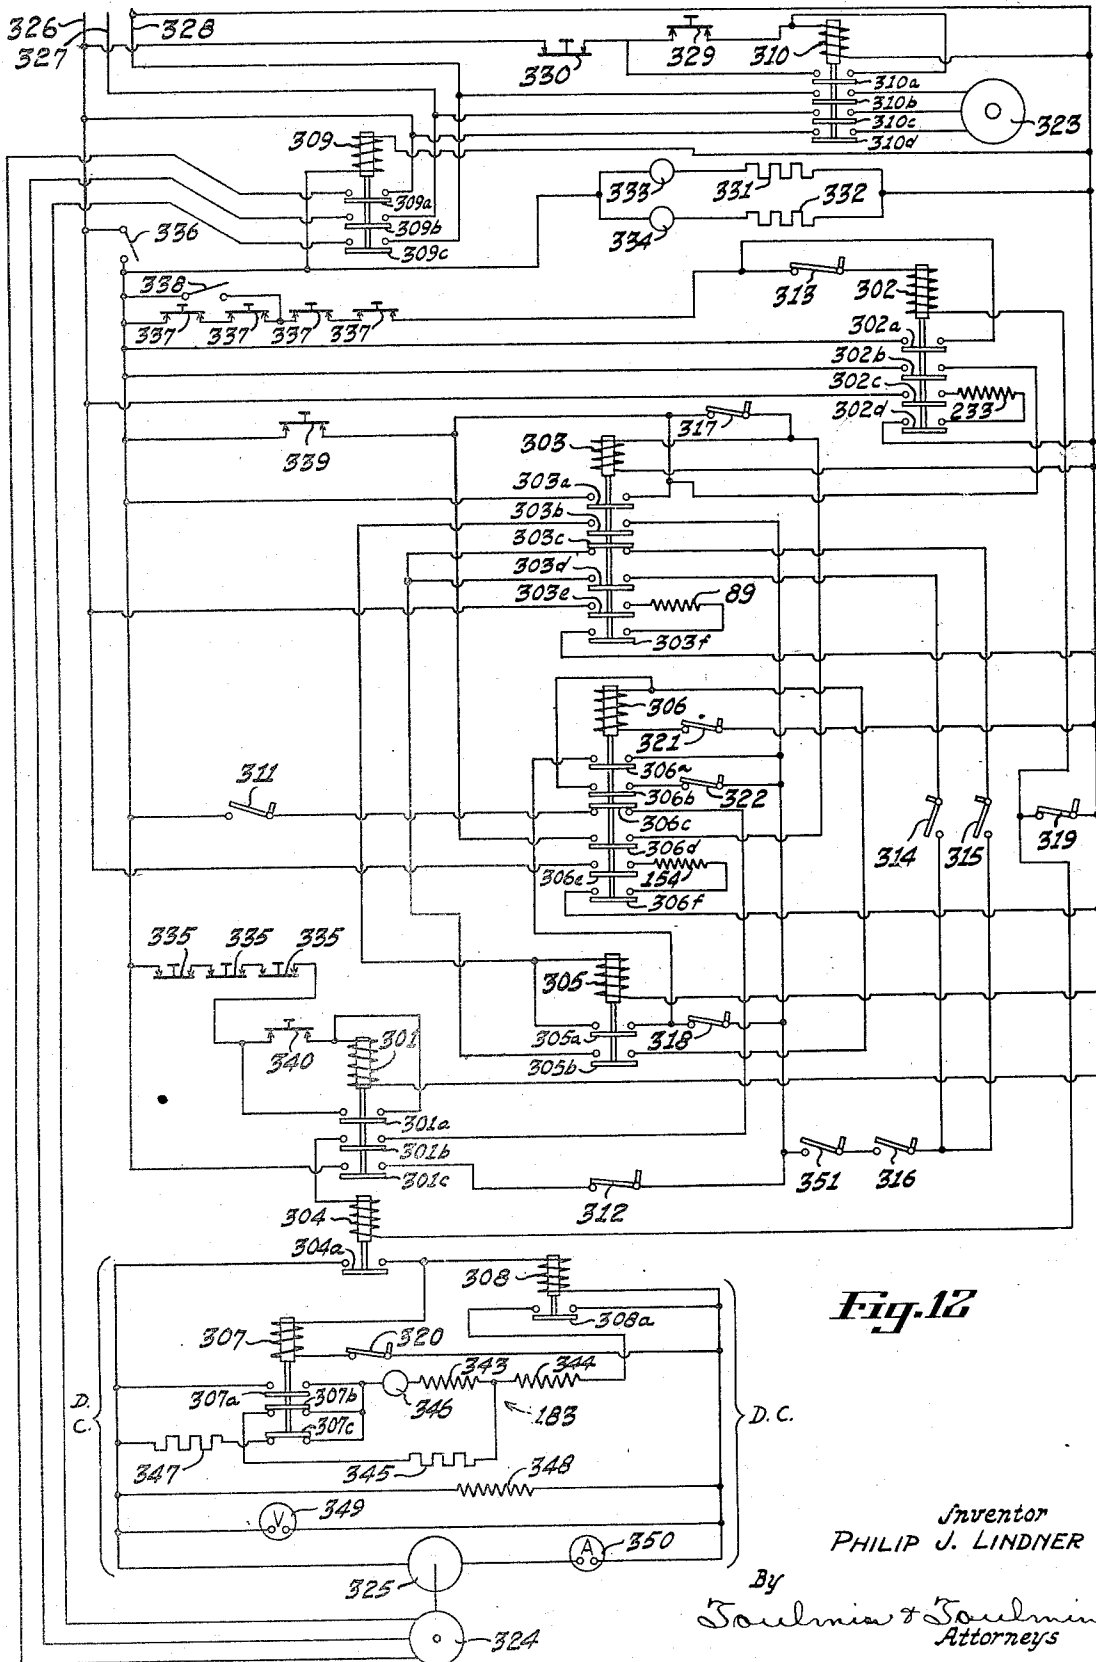 326
327
328
329
330
310
310a
310b
310c
310d
323
309
309a
309b
309c
333
331
332
334
336
338
337
337
337
337
313
302
302a
302b
302c
302d
233
339
317
303
303a
303b
303c
303d
303e
303f
89
306
321
306a
306b
322
306c
306d
306e
154
306f
311
314
315
319
335
335
335
305
305a
305b
318
340
301
301a
301b
301c
312
351
316
304
304a
308
308a
Fig. 12
307
320
307a
307b
307c
343
344
346
183
D.C.
D.C.
347
345
348
V
349
A
350
325
324
Inventor
PHILIP J. LINDNER
By
Toulmin & Toulmin
Attorneys